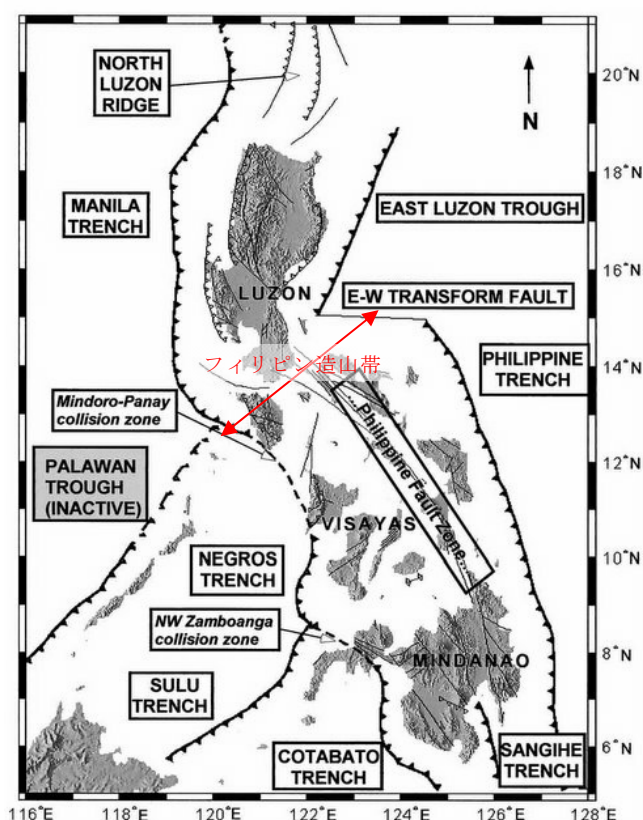 NORTH
LUZON
RIDGE
20°N
N
18°N
MANILA
TRENCH
EAST LUZON TROUGH
16°N
LUZON
E-W TRANSFORM FAULT
フィリピン造山帯
PHILIPPINE
TRENCH
14°N
Mindoro-Panay
collision zone
...Philippine Fault Zone...
12°N
PALAWAN
TROUGH
(INACTIVE)
VISAYAS
NEGROS
TRENCH
10°N
NW Zamboanga
collision zone
8°N
MINDANAO
SULU
TRENCH
COTABATO
TRENCH
SANGIHE
TRENCH
6°N
116°E
118°E
120°E
122°E
124°E
126°E
128°E